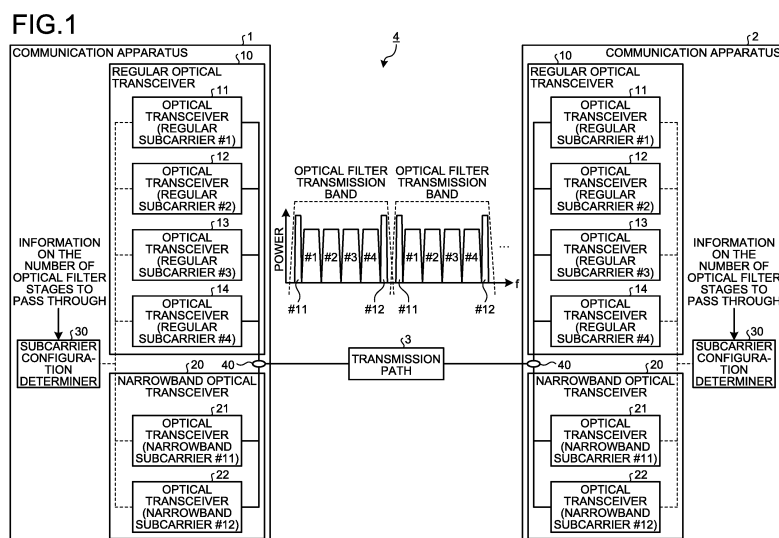 FIG.1
4
1
COMMUNICATION APPARATUS
10
REGULAR OPTICAL
TRANSCEIVER
11
OPTICAL
TRANSCEIVER
(REGULAR
SUBCARRIER #1)
12
OPTICAL
TRANSCEIVER
(REGULAR
SUBCARRIER #2)
13
OPTICAL
TRANSCEIVER
(REGULAR
SUBCARRIER #3)
14
OPTICAL
TRANSCEIVER
(REGULAR
SUBCARRIER #4)
INFORMATION
ON THE
NUMBER OF
OPTICAL FILTER
STAGES TO
PASS THROUGH
30
SUBCARRIER
CONFIGURA-
TION
DETERMINER
20
40
NARROWBAND OPTICAL
TRANSCEIVER
21
OPTICAL
TRANSCEIVER
(NARROWBAND
SUBCARRIER #11)
22
OPTICAL
TRANSCEIVER
(NARROWBAND
SUBCARRIER #12)
OPTICAL FILTER
TRANSMISSION
BAND
OPTICAL FILTER
TRANSMISSION
BAND
POWER
#1 #2 #3 #4
#1 #2 #3 #4
...
f
#11
#12
#11
#12
3
TRANSMISSION
PATH
2
COMMUNICATION APPARATUS
10
REGULAR OPTICAL
TRANSCEIVER
11
OPTICAL
TRANSCEIVER
(REGULAR
SUBCARRIER #1)
12
OPTICAL
TRANSCEIVER
(REGULAR
SUBCARRIER #2)
13
OPTICAL
TRANSCEIVER
(REGULAR
SUBCARRIER #3)
14
OPTICAL
TRANSCEIVER
(REGULAR
SUBCARRIER #4)
INFORMATION
ON THE
NUMBER OF
OPTICAL FILTER
STAGES TO
PASS THROUGH
30
SUBCARRIER
CONFIGURA-
TION
DETERMINER
40
20
NARROWBAND OPTICAL
TRANSCEIVER
21
OPTICAL
TRANSCEIVER
(NARROWBAND
SUBCARRIER #11)
22
OPTICAL
TRANSCEIVER
(NARROWBAND
SUBCARRIER #12)